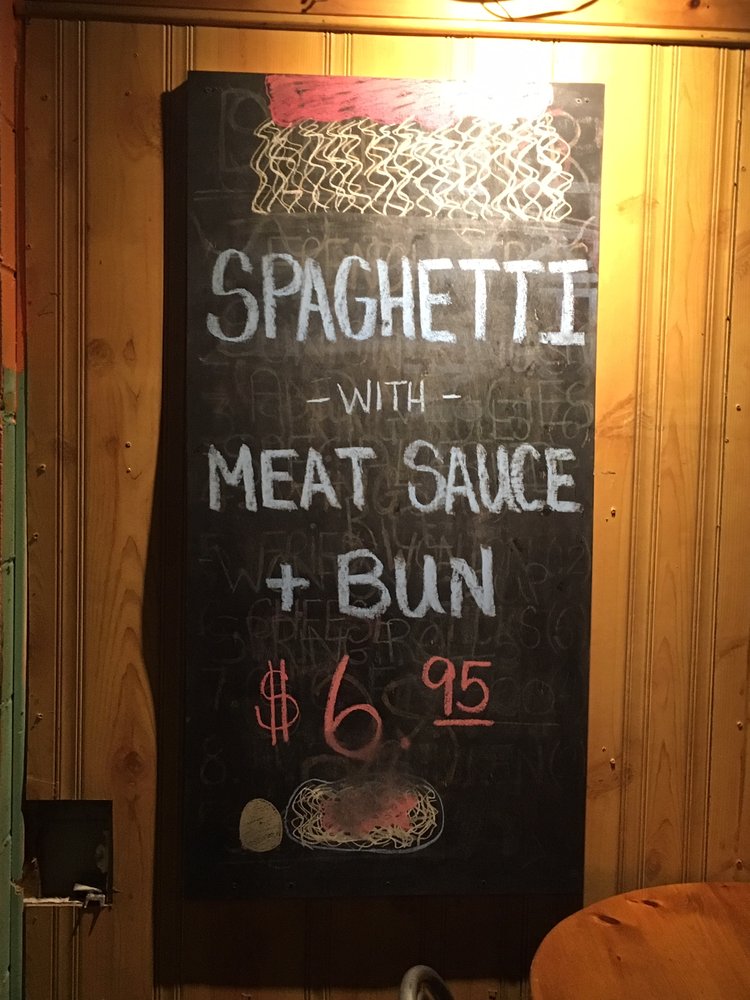 SPAGHETTI
- WITH -
MEAT SAUCE
+ BUN
$6.95